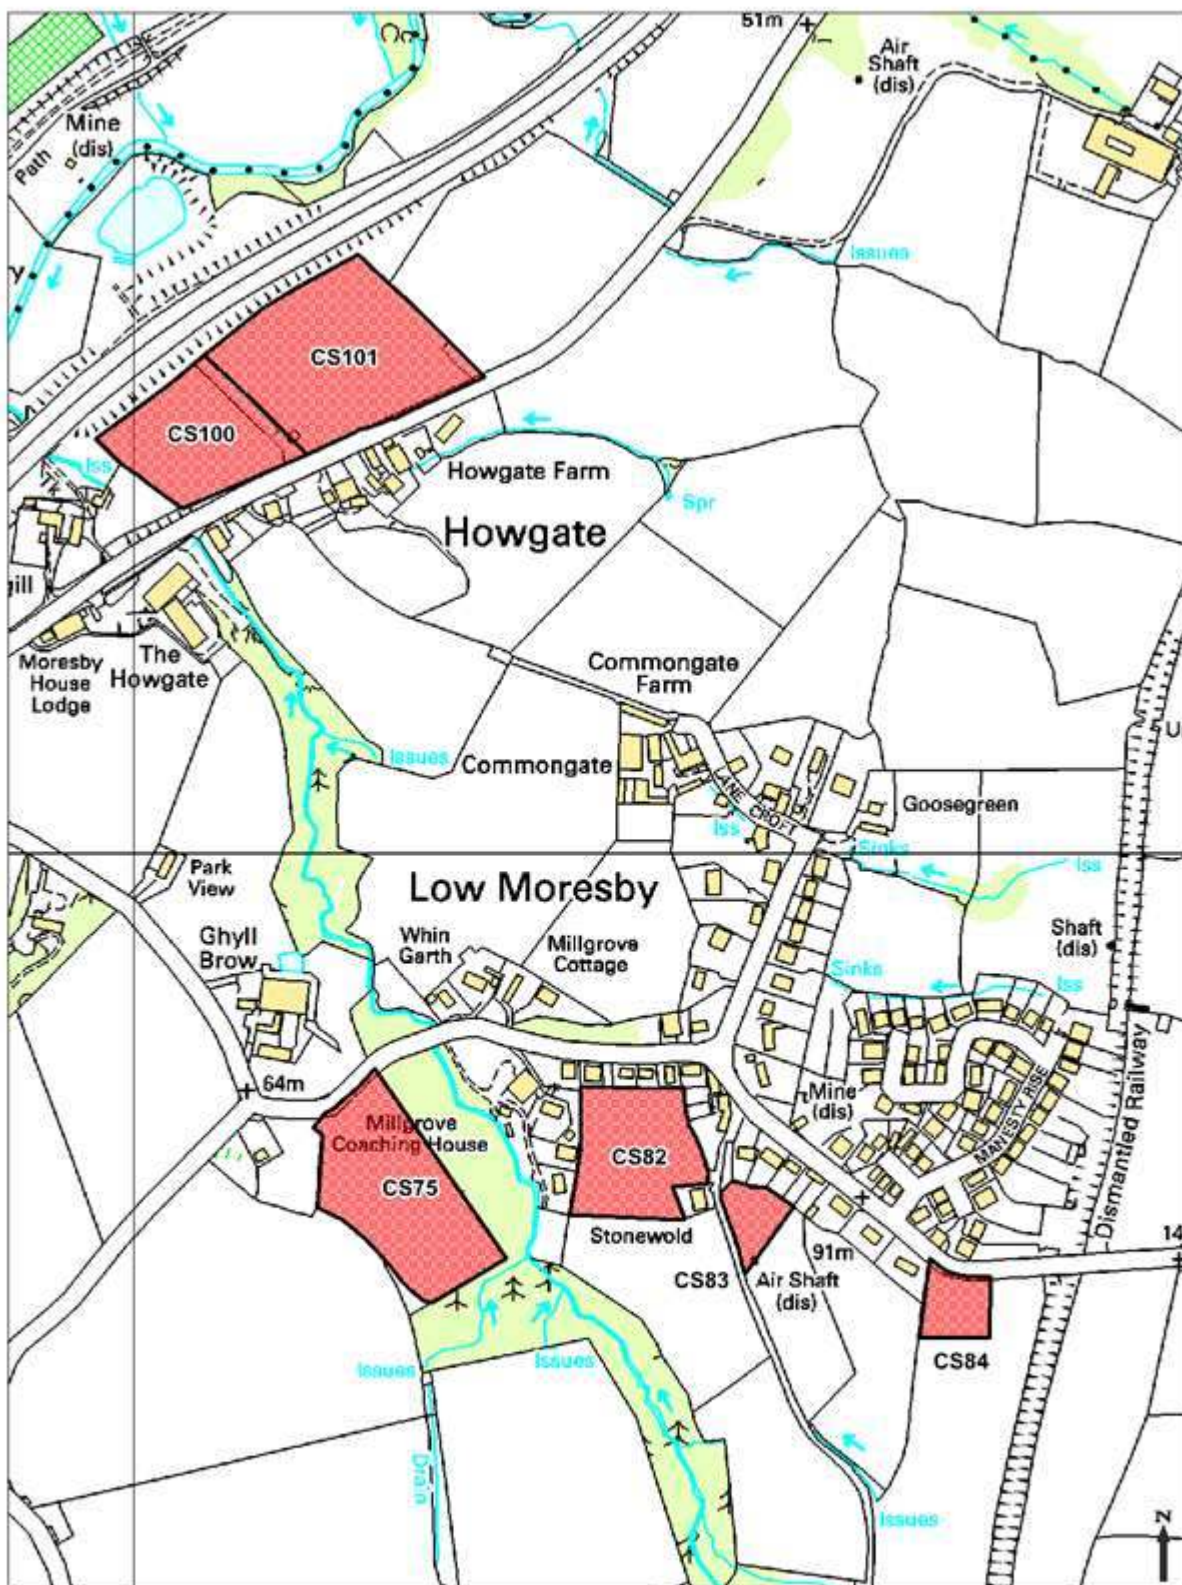 51m
Air
Shaft
(dis)
Mine
(dis)
Path
Issues
CS101
CS100
Iss
Tk
Howgate Farm
Spr
Howgate
gill
The
Howgate
Moresby
House
Lodge
Commongate
Farm
Issues
Commongate
LANE CROFT
Goosegreen
Iss
Sinks
Iss
Park
View
Low Moresby
Ghyll
Brow
Whin
Garth
Millgrove
Cottage
Shaft
(dis)
Sinks
Iss
64m
Mine
(dis)
MANESTY RISE
Dismantled Railway
Millgrove
Coaching House
CS75
CS82
Stonewold
91m
14
CS83
Air Shaft
(dis)
CS84
Issues
Issues
Drain
Issues
N